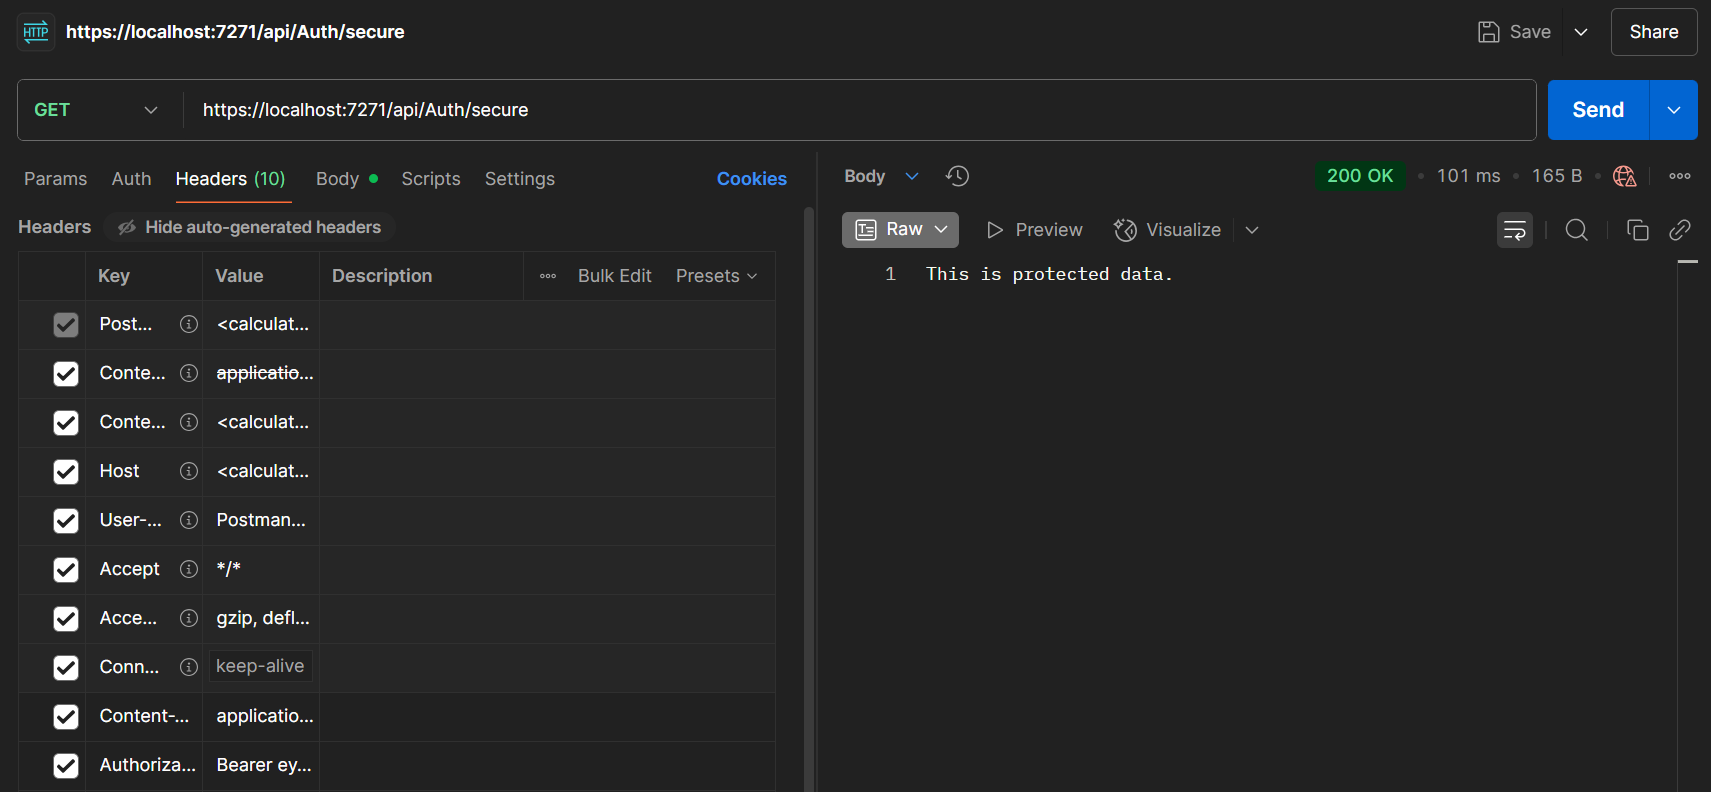 HTTP https://localhost:7271/api/Auth/secure
Save
Share
GET
https://localhost:7271/api/Auth/secure
Send
Params Auth Headers (10) Body Scripts Settings Cookies
Headers Hide auto-generated headers
Key Value Description Bulk Edit Presets
Post... <calculat...
Conte... applicatio...
Conte... <calculat...
Host <calculat...
User-... Postman...
Accept */*
Acce... gzip, defl...
Conn... keep-alive
Content-... applicatio...
Authoriza... Bearer ey...
Body 200 OK 101 ms 165 B
Raw Preview Visualize
1 This is protected data.